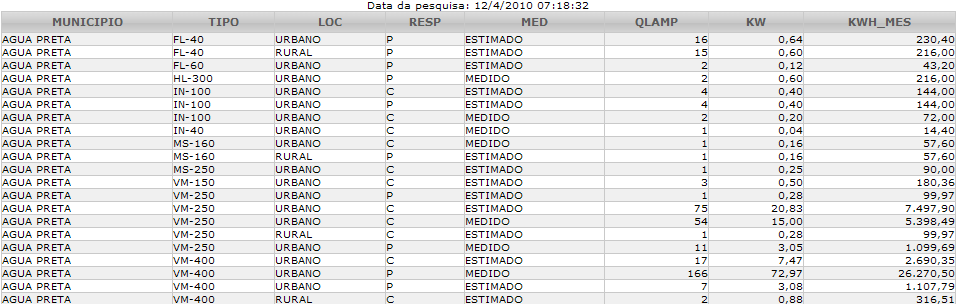 Data da pesquisa: 12/4/2010 07:18:32
MUNICIPIO TIPO LOC RESP MED QLAMP KW KWH_MES
AGUA PRETA FL-40 URBANO P ESTIMADO 16 0,64 230,40
AGUA PRETA FL-40 RURAL P ESTIMADO 15 0,60 216,00
AGUA PRETA FL-60 URBANO P ESTIMADO 2 0,12 43,20
AGUA PRETA HL-300 URBANO P MEDIDO 2 0,60 216,00
AGUA PRETA IN-100 URBANO C ESTIMADO 4 0,40 144,00
AGUA PRETA IN-100 URBANO P ESTIMADO 4 0,40 144,00
AGUA PRETA IN-100 URBANO C MEDIDO 2 0,20 72,00
AGUA PRETA IN-40 URBANO C MEDIDO 1 0,04 14,40
AGUA PRETA MS-160 URBANO C MEDIDO 1 0,16 57,60
AGUA PRETA MS-160 RURAL P ESTIMADO 1 0,16 57,60
AGUA PRETA MS-250 URBANO C ESTIMADO 1 0,25 90,00
AGUA PRETA VM-150 URBANO C ESTIMADO 3 0,50 180,36
AGUA PRETA VM-250 URBANO P ESTIMADO 1 0,28 99,97
AGUA PRETA VM-250 URBANO C ESTIMADO 75 20,83 7.497,90
AGUA PRETA VM-250 URBANO C MEDIDO 54 15,00 5.398,49
AGUA PRETA VM-250 RURAL C ESTIMADO 1 0,28 99,97
AGUA PRETA VM-250 URBANO P MEDIDO 11 3,05 1.099,69
AGUA PRETA VM-400 URBANO C ESTIMADO 17 7,47 2.690,35
AGUA PRETA VM-400 URBANO P MEDIDO 166 72,97 26.270,50
AGUA PRETA VM-400 URBANO P ESTIMADO 7 3,08 1.107,79
AGUA PRETA VM-400 RURAL C ESTIMADO 2 0,88 316,51